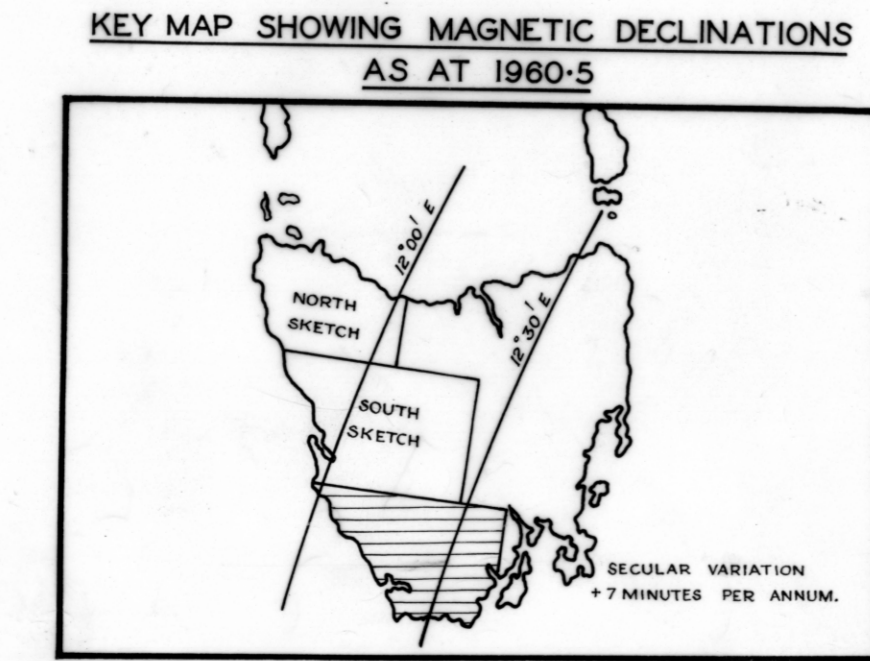 KEY MAP SHOWING MAGNETIC DECLINATIONS
AS AT 1960·5
12°00' E
12°30' E
NORTH
SKETCH
SOUTH
SKETCH
SECULAR VARIATION
+7 MINUTES PER ANNUM.